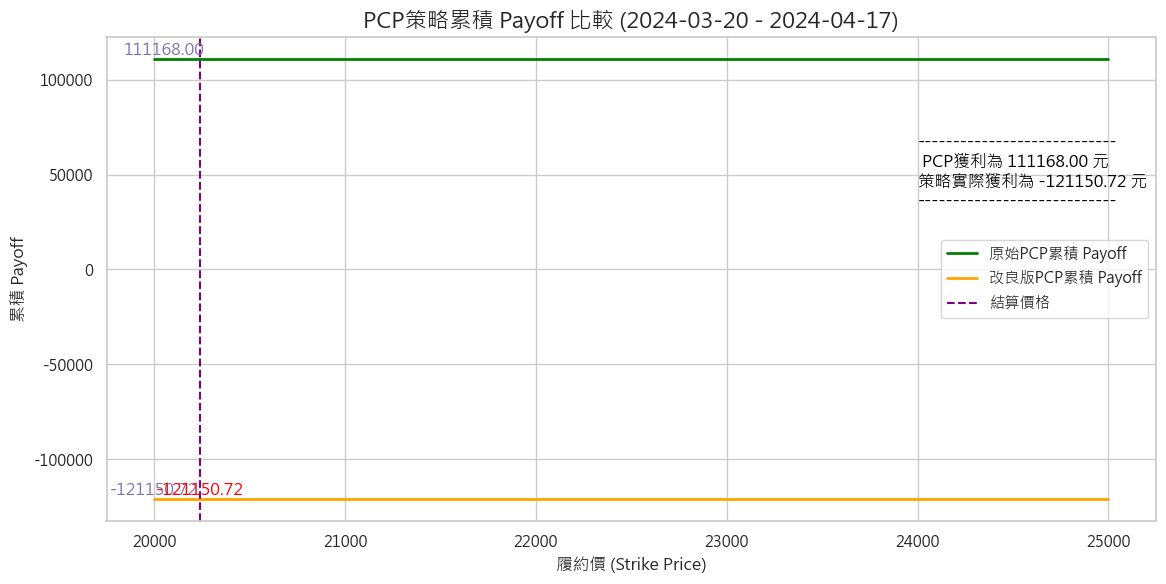 PCP策略累積 Payoff 比較 (2024-03-20 - 2024-04-17)
111168.00
100000
50000
0
-50000
-100000
累積 Payoff
--------------------------------
PCP獲利為 111168.00 元
策略實際獲利為 -121150.72 元
--------------------------------
原始PCP累積 Payoff
改良版PCP累積 Payoff
結算價格
-121150.72
-121150.72
20000
21000
22000
23000
24000
25000
履約價 (Strike Price)